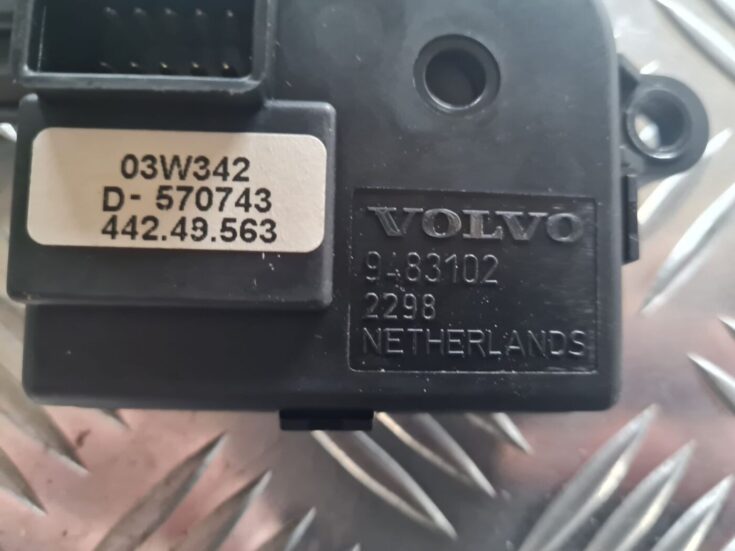 03W342
D- 570743
442.49.563
VOLVO
9483102
2298
NETHERLANDS